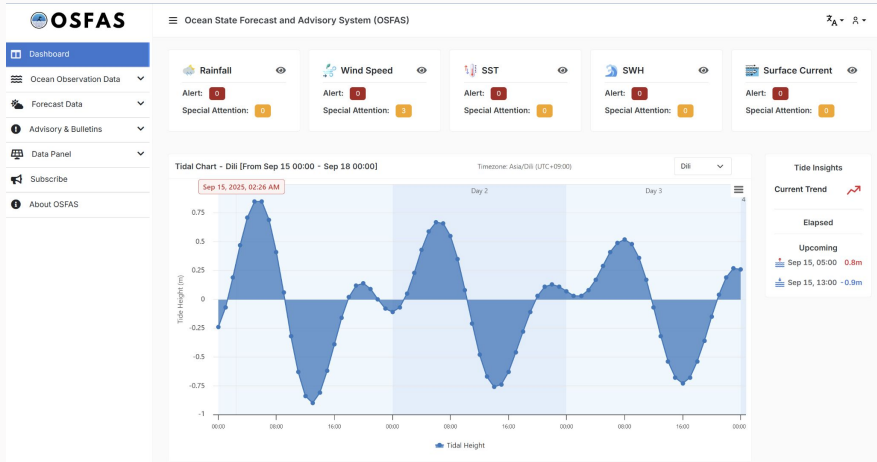 OSFAS
Ocean State Forecast and Advisory System (OSFAS)
Dashboard
Ocean Observation Data
Forecast Data
Advisory & Bulletins
Data Panel
Subscribe
About OSFAS
Rainfall
Alert: 0
Special Attention: 0
Wind Speed
Alert: 0
Special Attention: 3
SST
Alert: 0
Special Attention: 0
SWH
Alert: 0
Special Attention: 0
Surface Current
Alert: 0
Special Attention: 0
Tidal Chart - Dili [From Sep 15 00:00 - Sep 18 00:00]
Timezone: Asia/Dili (UTC+09:00)
Dili
Sep 15, 2025, 02:26 AM
Day 2
Day 3
4
0.75
0.5
0.25
0
-0.25
-0.5
-0.75
-1
Tide Height (m)
00:00 08:00 16:00 00:00 08:00 16:00 00:00 08:00 16:00 00:00
Tidal Height
Tide Insights
Current Trend
Elapsed
Upcoming
Sep 15, 05:00 0.8m
Sep 15, 13:00 -0.9m